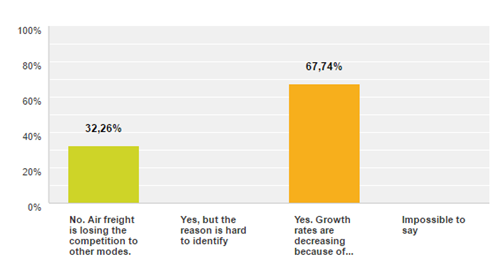 100%
80%
60%
40%
20%
0%
32,26%
67,74%
No. Air freight
is losing the
competition to
other modes.
Yes, but the
reason is hard
to identify
Yes. Growth
rates are
decreasing
because of...
Impossible to
say